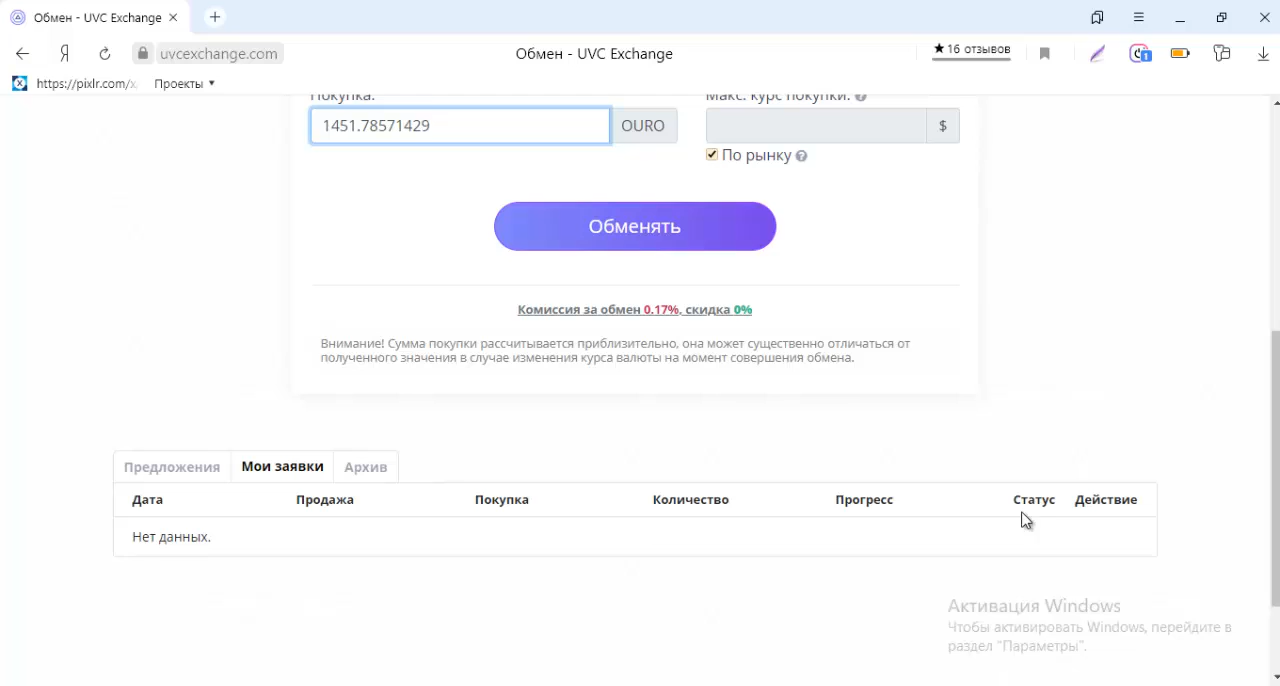 Обмен - UVC Exchange
uvcexchange.com
Обмен - UVC Exchange
★16 отзывов
1
https://pixlr.com/x
Проекты ▼
Покупка:
Макс. курс покупки:
1451.78571429
OURO
$
По рынку
Обменять
Комиссия за обмен 0.17%, скидка 0%
Внимание! Сумма покупки рассчитывается приблизительно, она может существенно отличаться от
полученного значения в случае изменения курса валюты на момент совершения обмена.
Предложения Мои заявки Архив
Дата Продажа Покупка Количество Прогресс Статус Действие
Нет данных.
Активация Windows
Чтобы активировать Windows, перейдите в
раздел "Параметры".